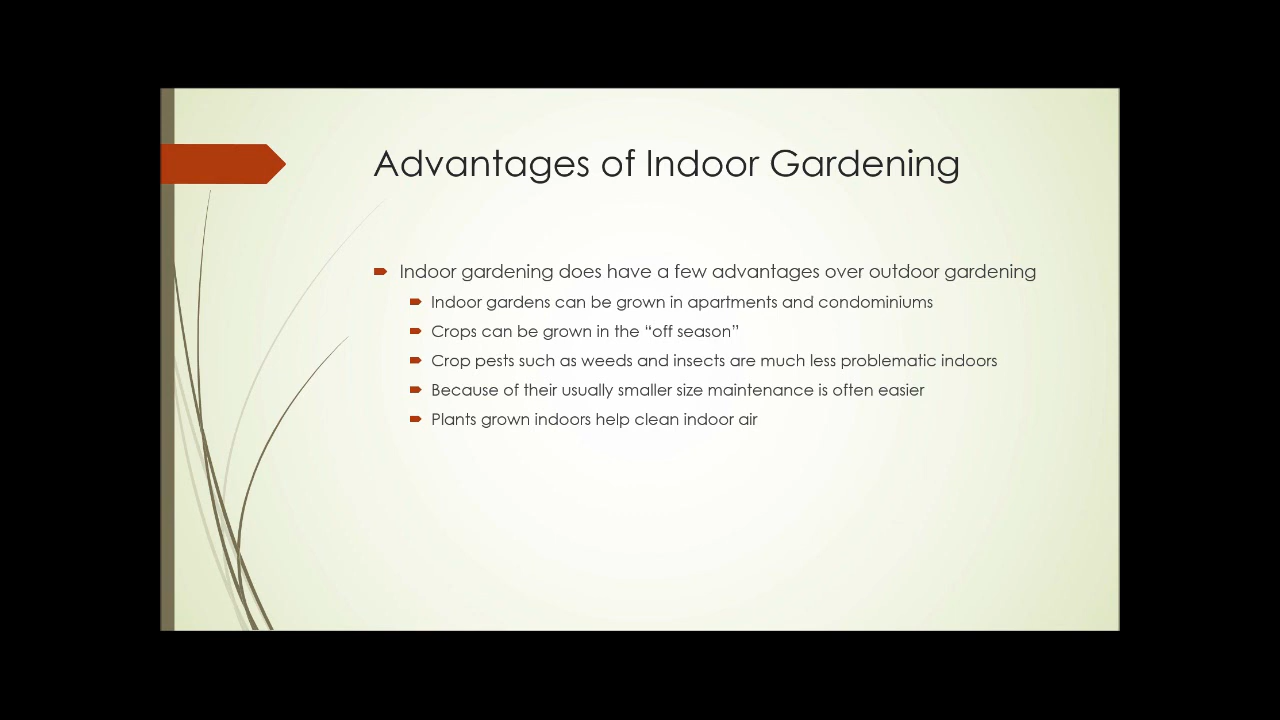 Advantages of Indoor Gardening
Indoor gardening does have a few advantages over outdoor gardening
Indoor gardens can be grown in apartments and condominiums
Crops can be grown in the “off season”
Crop pests such as weeds and insects are much less problematic indoors
Because of their usually smaller size maintenance is often easier
Plants grown indoors help clean indoor air